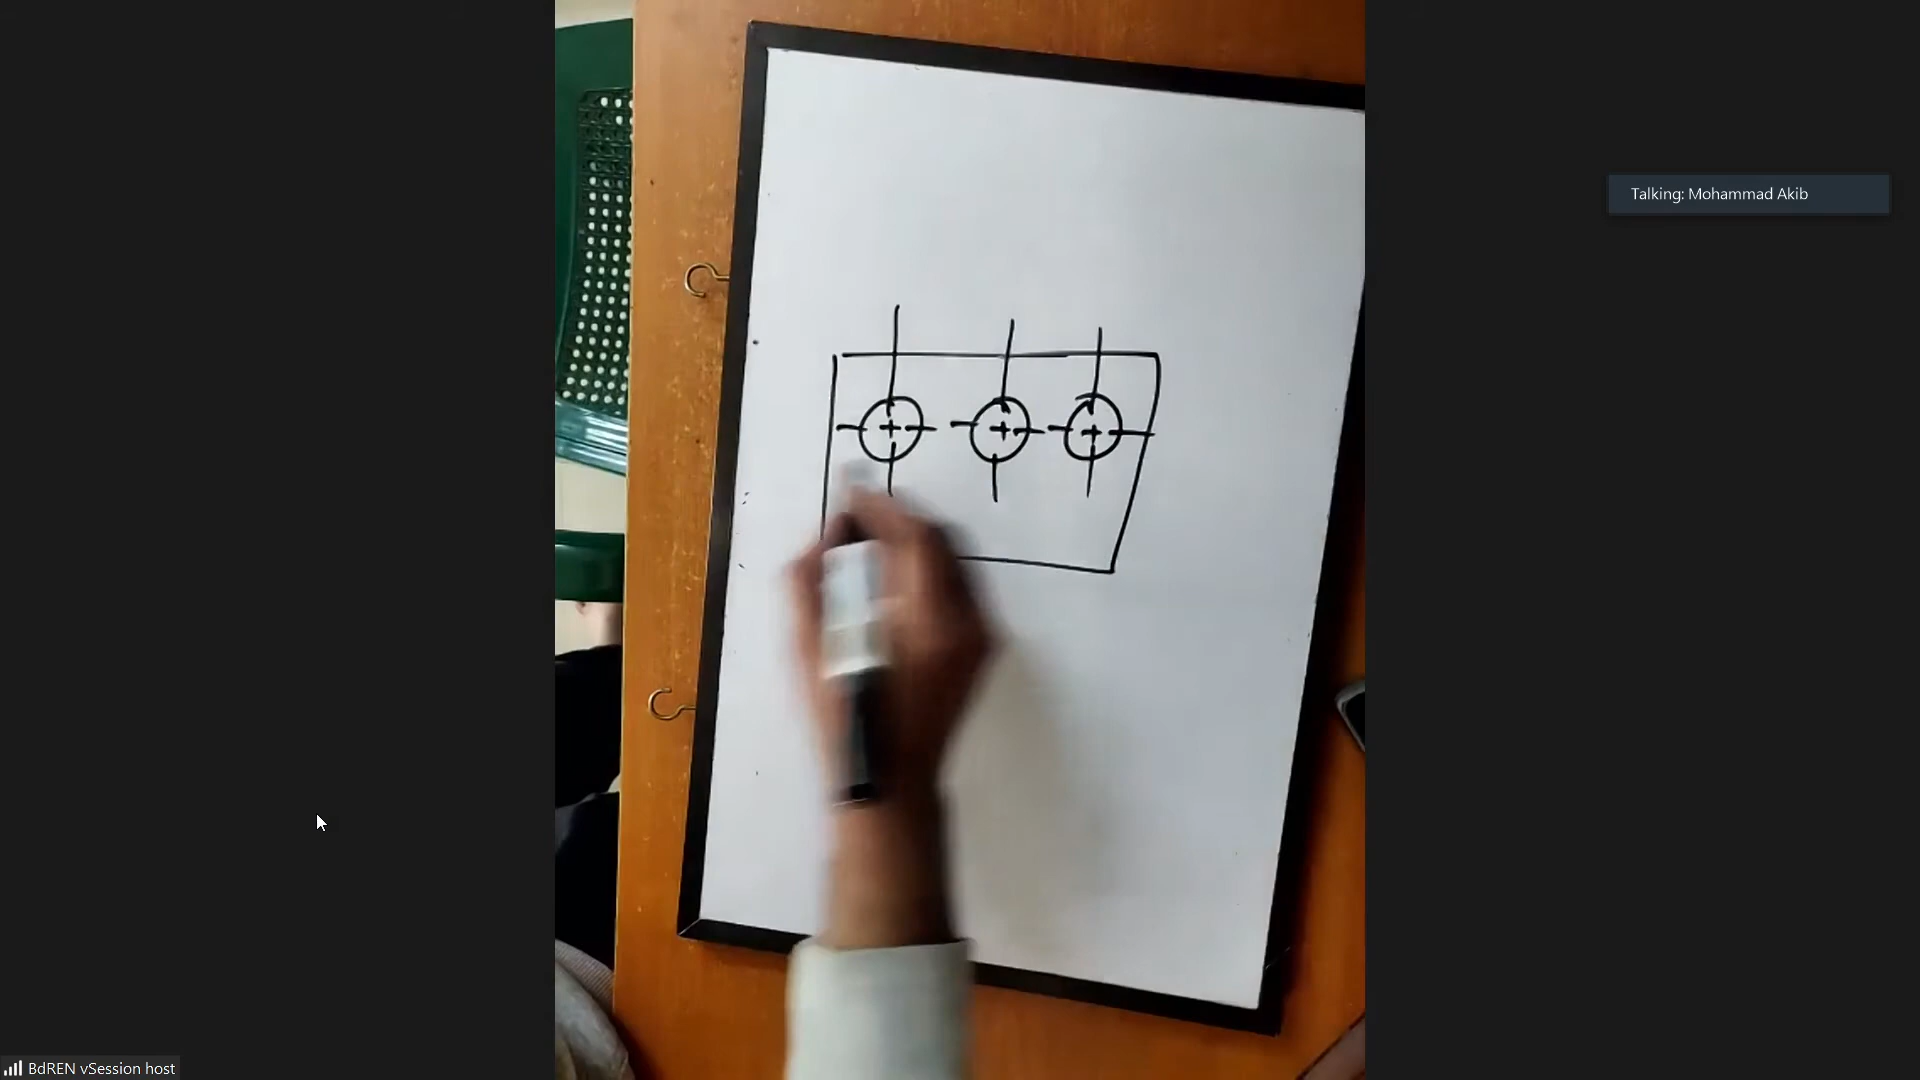 Talking: Mohammad Akib
+ + +
BdREN vSession host